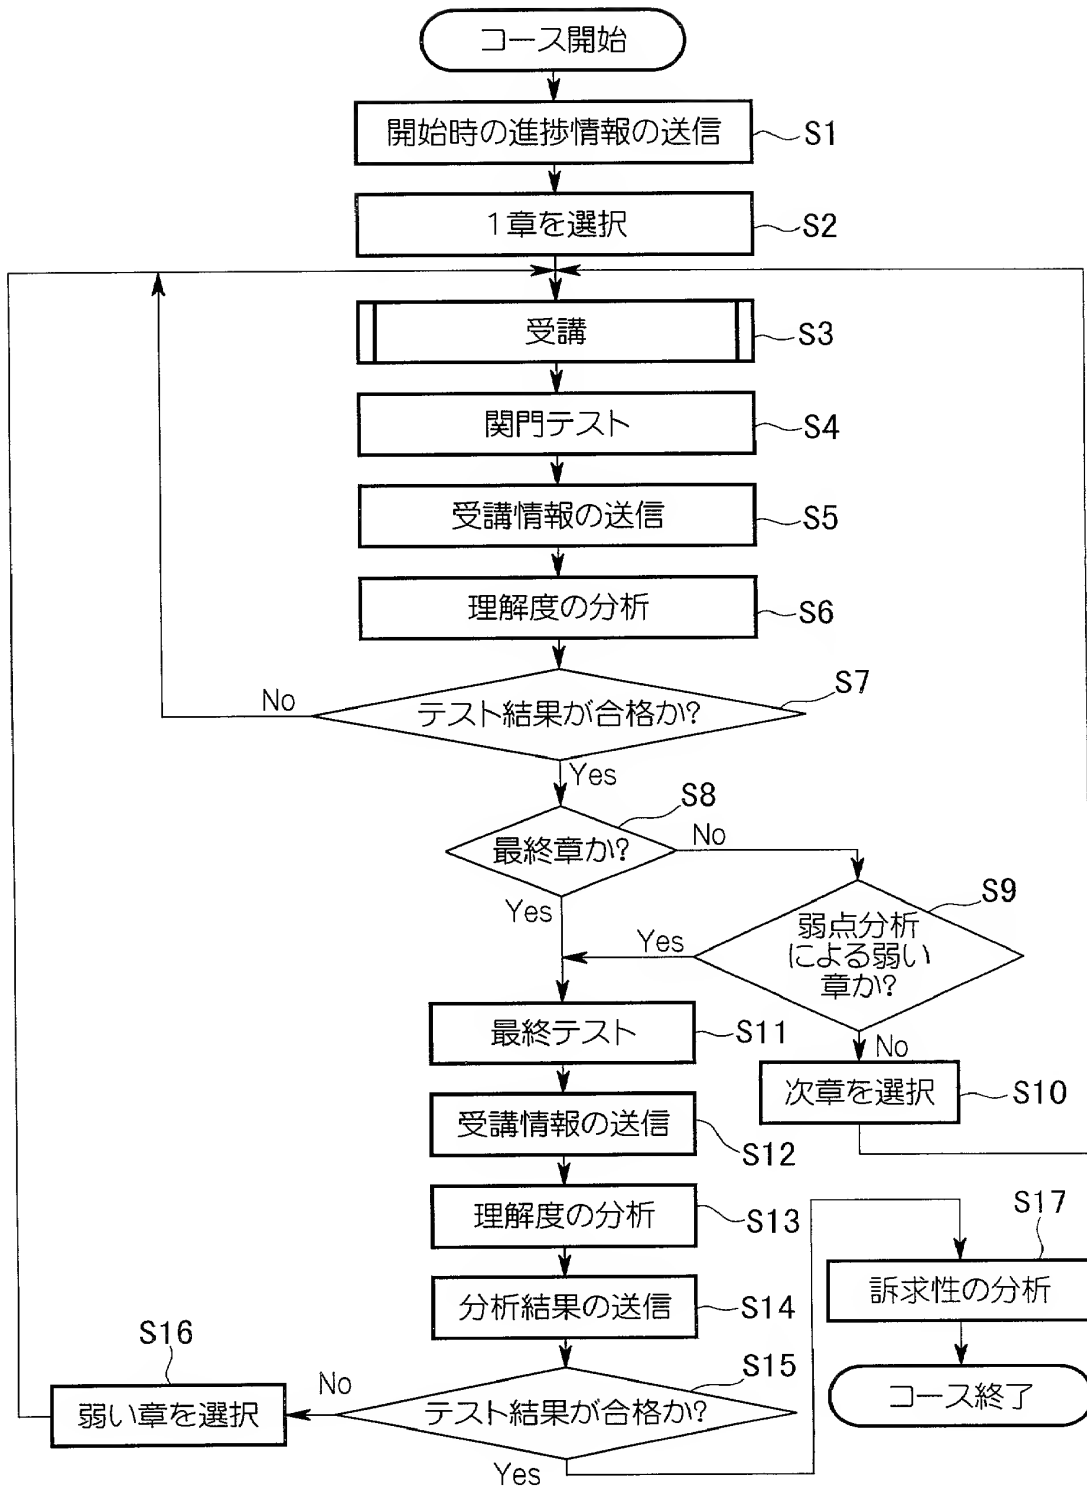 コース開始
開始時の進捗情報の送信
S1
1章を選択
S2
受講
S3
関門テスト
S4
受講情報の送信
S5
理解度の分析
S6
テスト結果が合格か?
S7
No
Yes
最終章か?
S8
No
Yes
弱点分析
による弱い
章か?
S9
Yes
No
次章を選択
S10
最終テスト
S11
受講情報の送信
S12
理解度の分析
S13
分析結果の送信
S14
テスト結果が合格か?
S15
No
Yes
弱い章を選択
S16
訴求性の分析
S17
コース終了